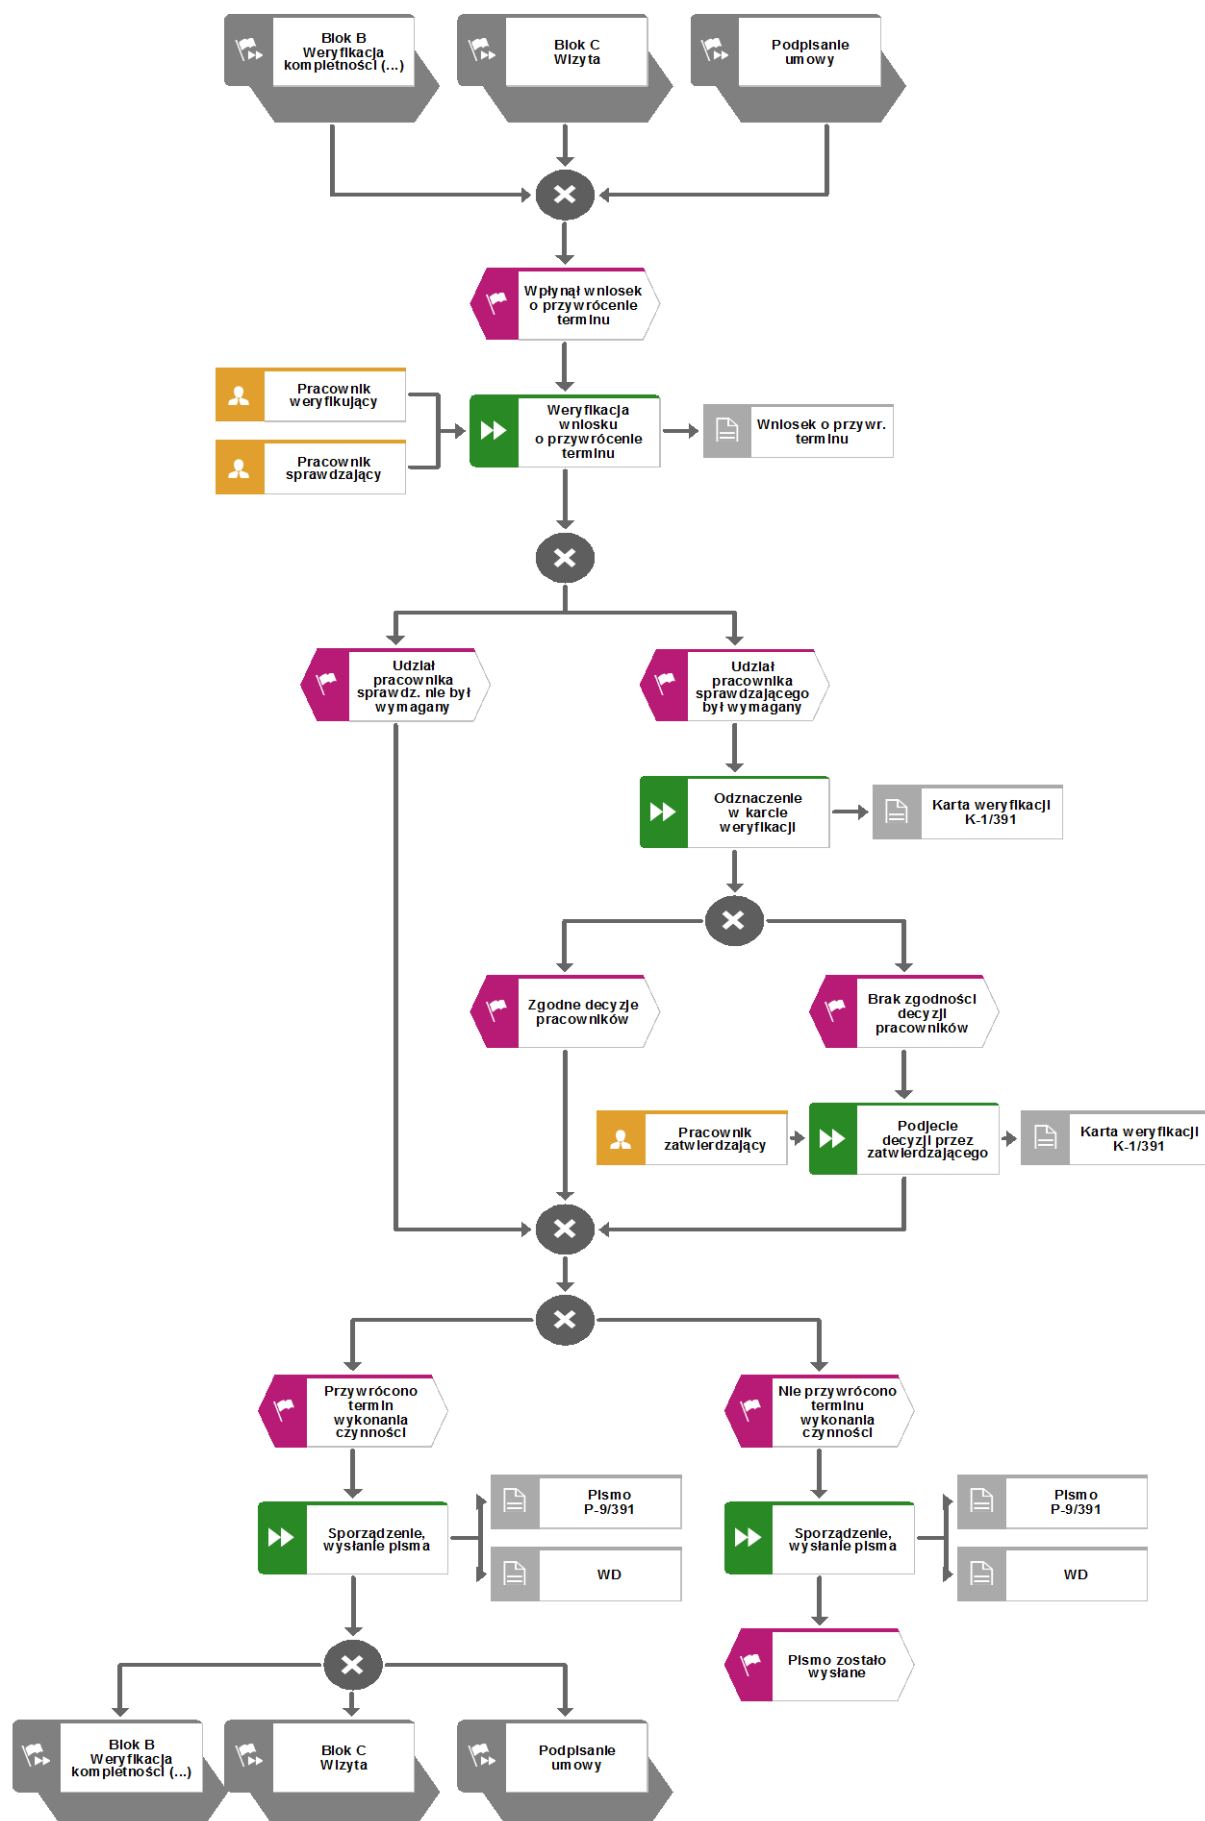 Blok B
Weryfikacja
kompletności (...)
Blok C
Wizyta
Podpisanie
umowy
Wpłynął wniosek
o przywrócenie
terminu
Pracownik
weryfikujący
Pracownik
sprawdzający
Weryfikacja
wniosku
o przywrócenie
terminu
Wniosek o przywr.
terminu
Udział
pracownika
sprawdz. nie był
wymagany
Udział
pracownika
sprawdzającego
był wymagany
Odznaczenie
w karcie
weryfikacji
Karta weryfikacji
K-1/391
Zgodne decyzje
pracowników
Brak zgodności
decyzji
pracowników
Pracownik
zatwierdzający
Podjecie
decyzji przez
zatwierdzającego
Karta weryfikacji
K-1/391
Przywrócono
termin
wykonania
czynności
Nie przywrócono
terminu
wykonania
czynności
Sporządzenie,
wysłanie pisma
Pismo
P-9/391
WD
Sporządzenie,
wysłanie pisma
Pismo
P-9/391
WD
Pismo zostało
wysłane
Blok B
Weryfikacja
kompletności (...)
Blok C
Wizyta
Podpisanie
umowy